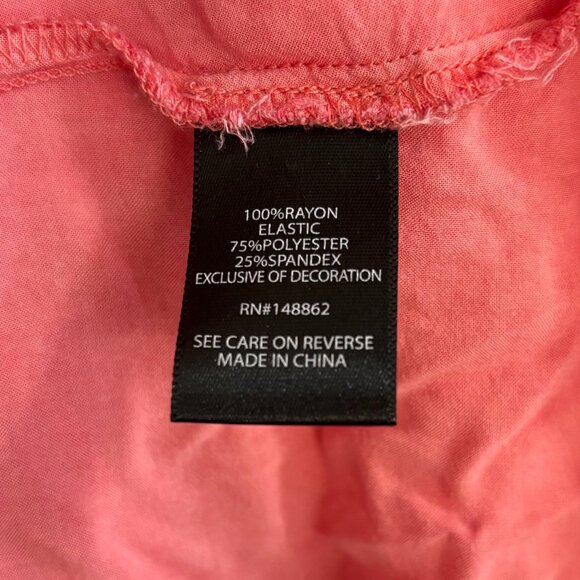 100%RAYON
ELASTIC
75%POLYESTER
25%SPANDEX
EXCLUSIVE OF DECORATION
RN#148862
SEE CARE ON REVERSE
MADE IN CHINA